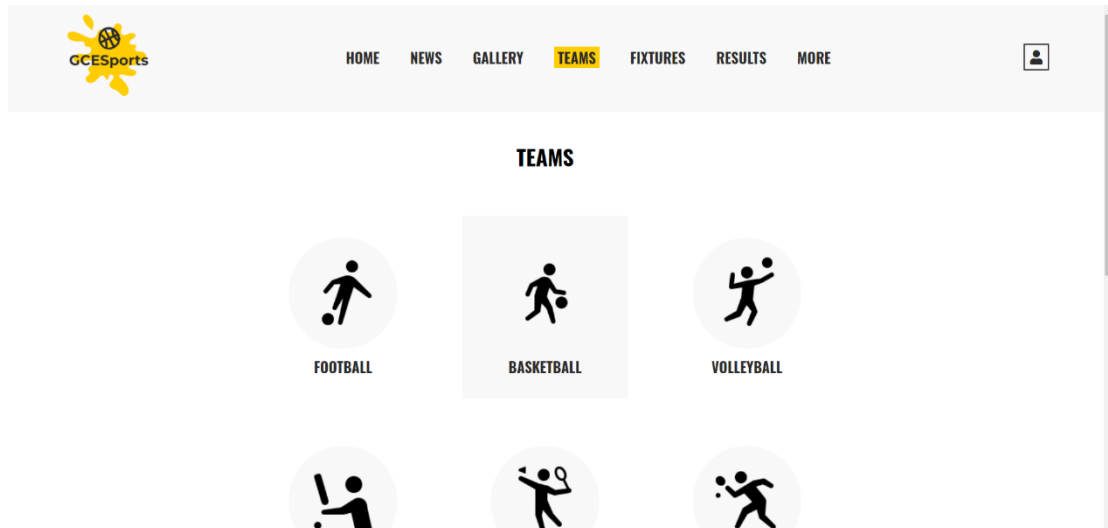 GCESports
HOME NEWS GALLERY TEAMS FIXTURES RESULTS MORE
TEAMS
FOOTBALL BASKETBALL VOLLEYBALL